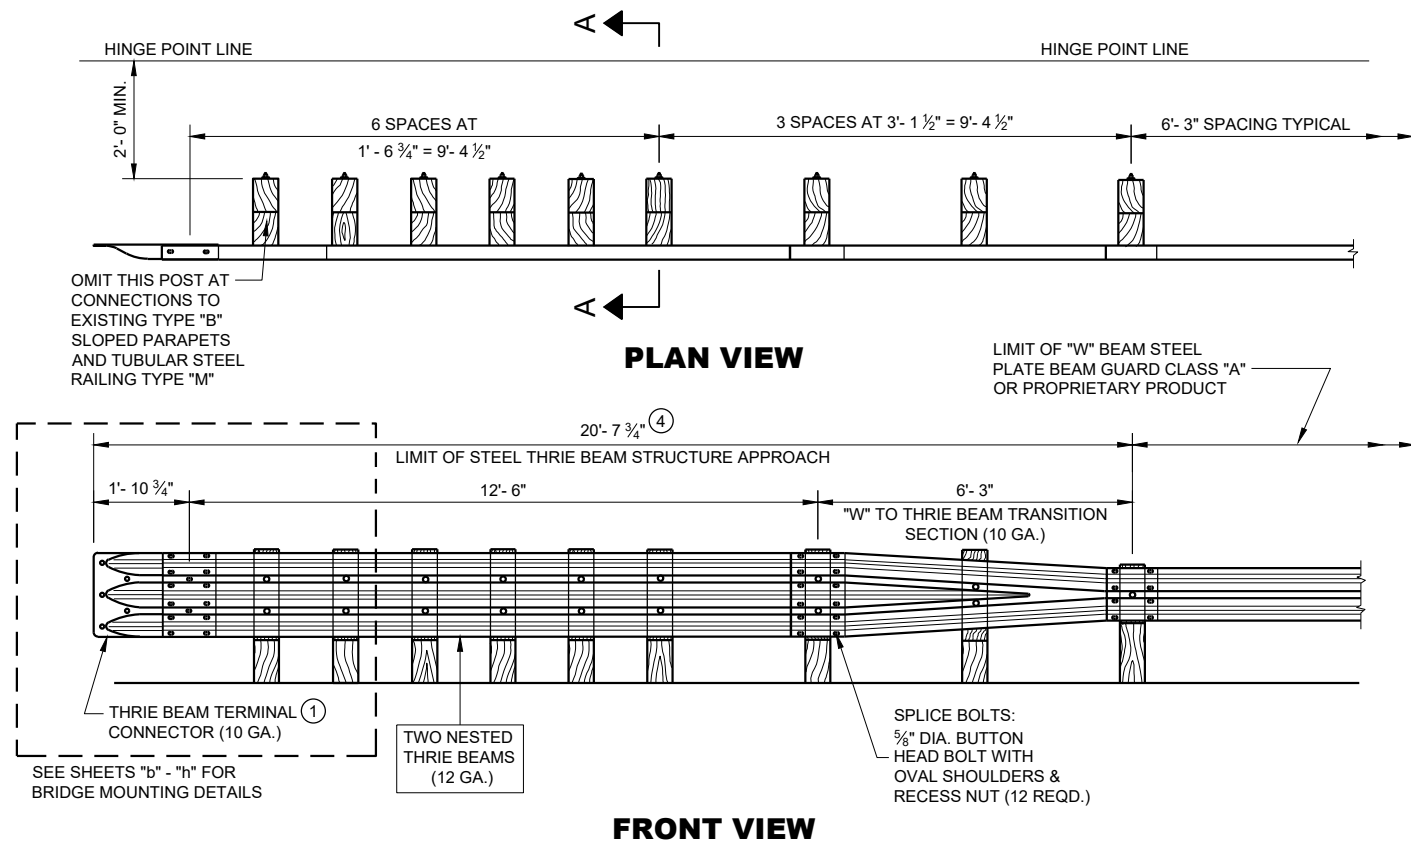 A
HINGE POINT LINE
HINGE POINT LINE
2'- 0" MIN.
6 SPACES AT
1' - 6 ¾" = 9'- 4 ½"
3 SPACES AT 3'- 1 ½" = 9'- 4 ½"
6'- 3" SPACING TYPICAL
OMIT THIS POST AT
CONNECTIONS TO
EXISTING TYPE "B"
SLOPED PARAPETS
AND TUBULAR STEEL
RAILING TYPE "M"
A
PLAN VIEW
LIMIT OF "W" BEAM STEEL
PLATE BEAM GUARD CLASS "A"
OR PROPRIETARY PRODUCT
20'- 7 ¾" 4
LIMIT OF STEEL THRIE BEAM STRUCTURE APPROACH
1'- 10 ¾"
12'- 6"
6'- 3"
"W" TO THRIE BEAM TRANSITION
SECTION (10 GA.)
THRIE BEAM TERMINAL 1
CONNECTOR (10 GA.)
TWO NESTED
THRIE BEAMS
(12 GA.)
SPLICE BOLTS:
⅝" DIA. BUTTON
HEAD BOLT WITH
OVAL SHOULDERS &
RECESS NUT (12 REQD.)
SEE SHEETS "b" - "h" FOR
BRIDGE MOUNTING DETAILS
FRONT VIEW